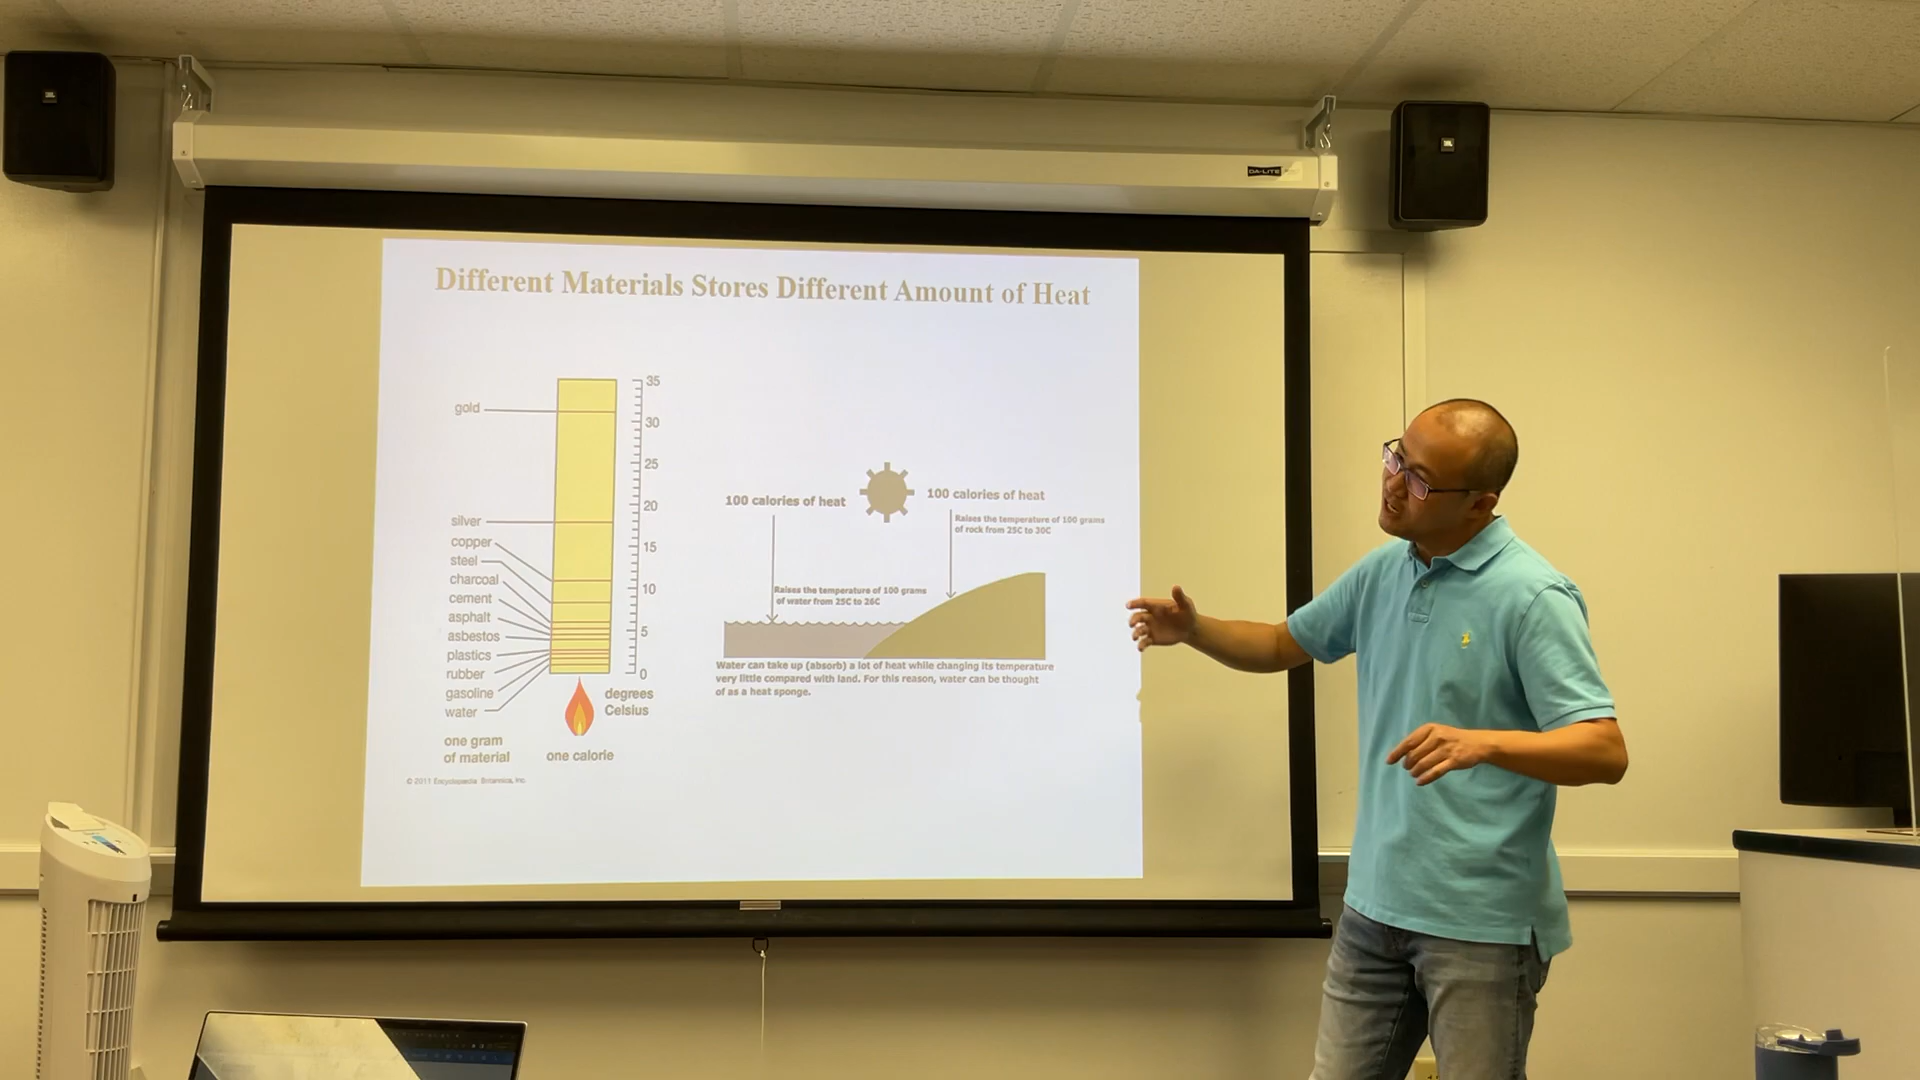 JBL
JBL
DA-LITE
Different Materials Stores Different Amount of Heat
gold
silver
copper
steel
charcoal
cement
asphalt
asbestos
plastics
rubber
gasoline
water
one gram
of material
35
30
25
20
15
10
5
0
degrees
Celsius
one calorie
© 2011 Encyclopædia Britannica, Inc.
100 calories of heat
100 calories of heat
Raises the temperature of 100 grams
of rock from 25C to 30C
Raises the temperature of 100 grams
of water from 25C to 26C
Water can take up (absorb) a lot of heat while changing its temperature
very little compared with land. For this reason, water can be thought
of as a heat sponge.